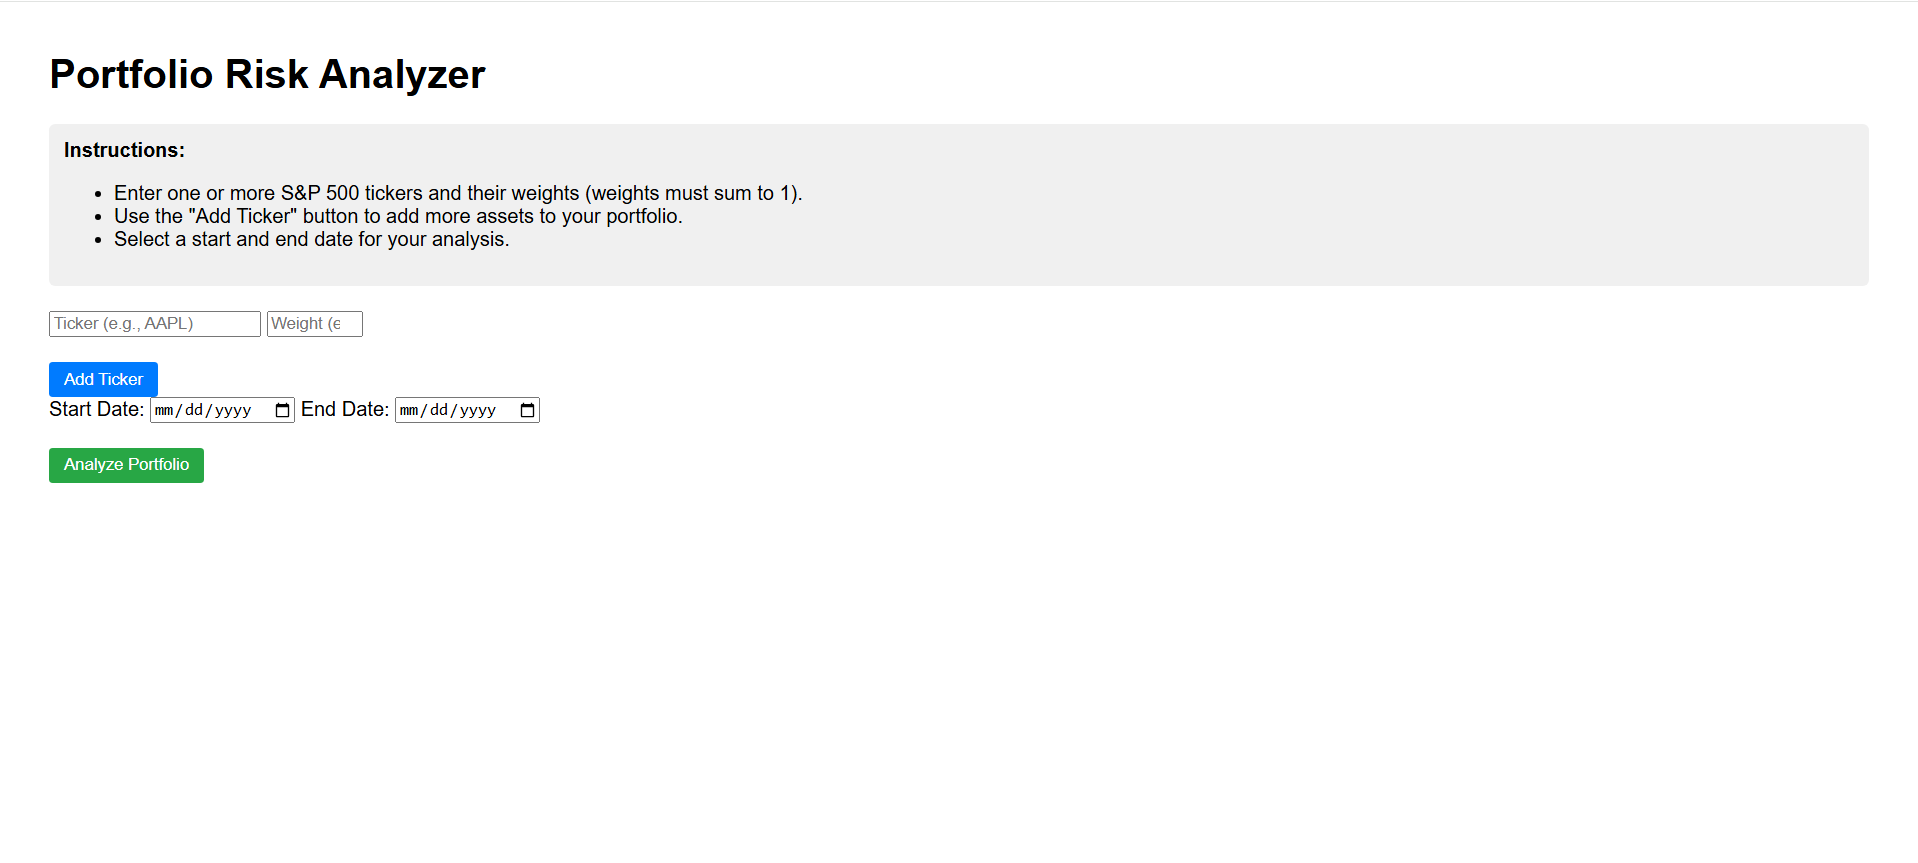 Portfolio Risk Analyzer
Instructions:
Enter one or more S&P 500 tickers and their weights (weights must sum to 1).
Use the "Add Ticker" button to add more assets to your portfolio.
Select a start and end date for your analysis.
Ticker (e.g., AAPL) Weight (e
Add Ticker
Start Date: mm/dd/yyyy End Date: mm/dd/yyyy
Analyze Portfolio